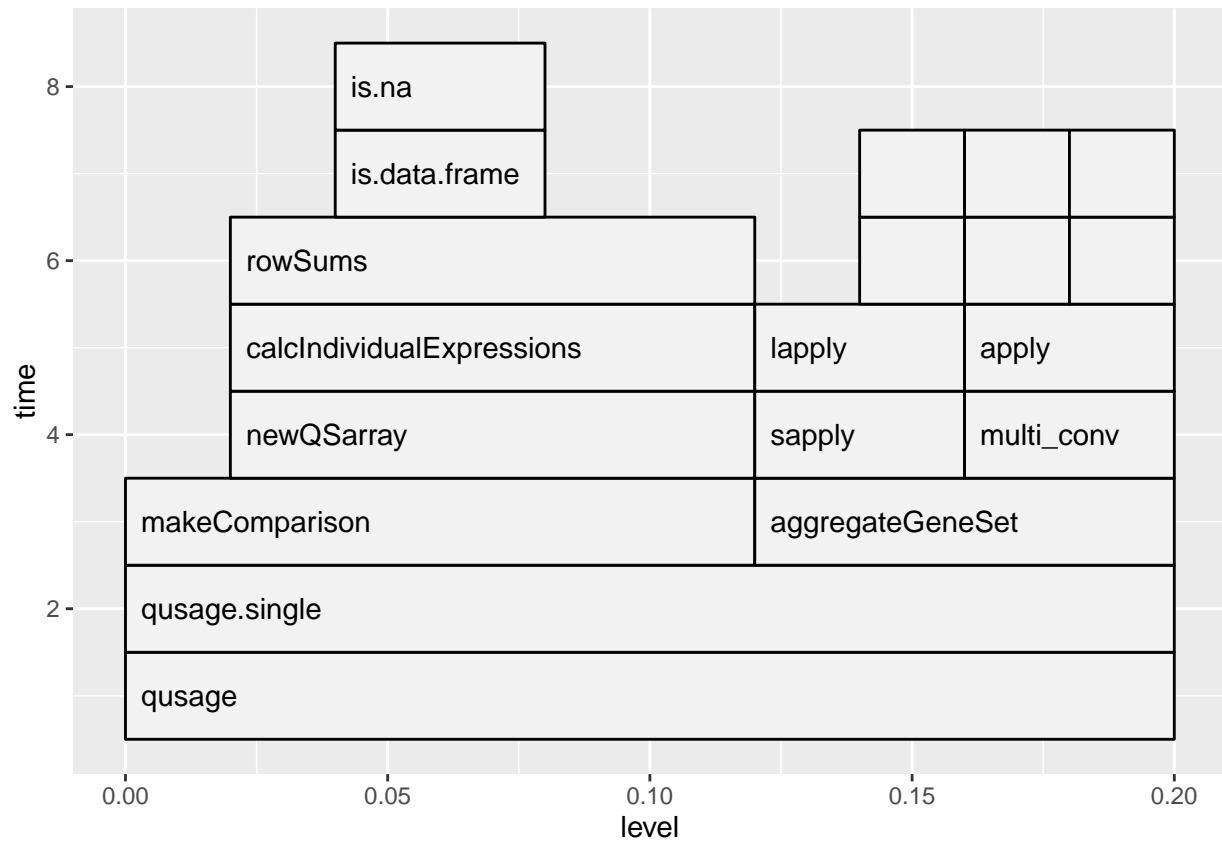 8
is.na
is.data.frame
6
rowSums
calcIndividualExpressions
lapply
apply
4
newQSarray
sapply
multi_conv
makeComparison
aggregateGeneSet
2
qusage.single
qusage
time
0.00
0.05
0.10
0.15
0.20
level